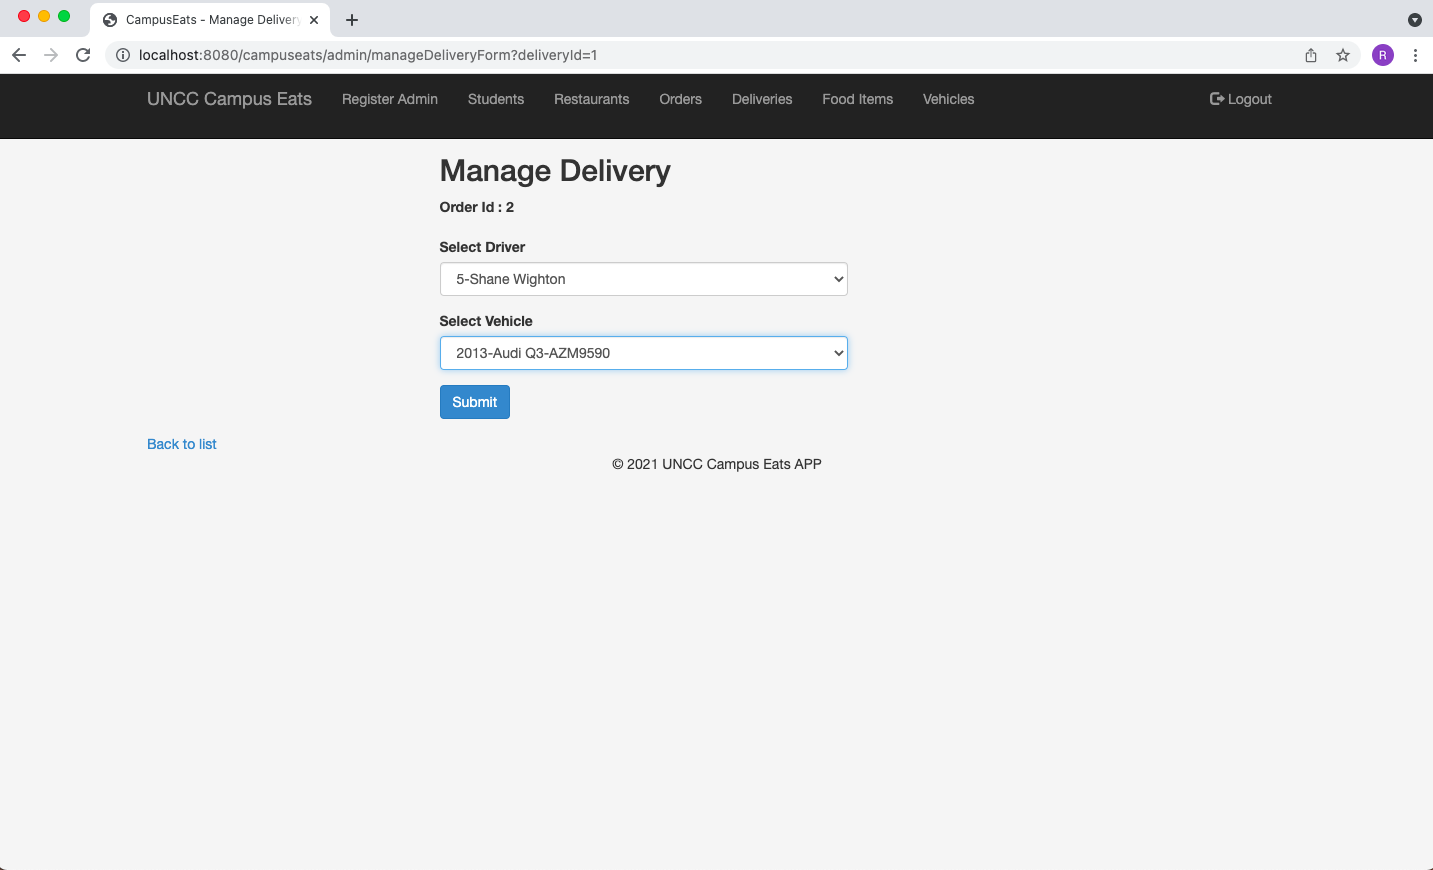 CampusEats - Manage Delivery
localhost:8080/campuseats/admin/manageDeliveryForm?deliveryId=1
R
UNCC Campus Eats Register Admin Students Restaurants Orders Deliveries Food Items Vehicles Logout
Manage Delivery
Order Id : 2
Select Driver
5-Shane Wighton
Select Vehicle
2013-Audi Q3-AZM9590
Submit
Back to list
© 2021 UNCC Campus Eats APP